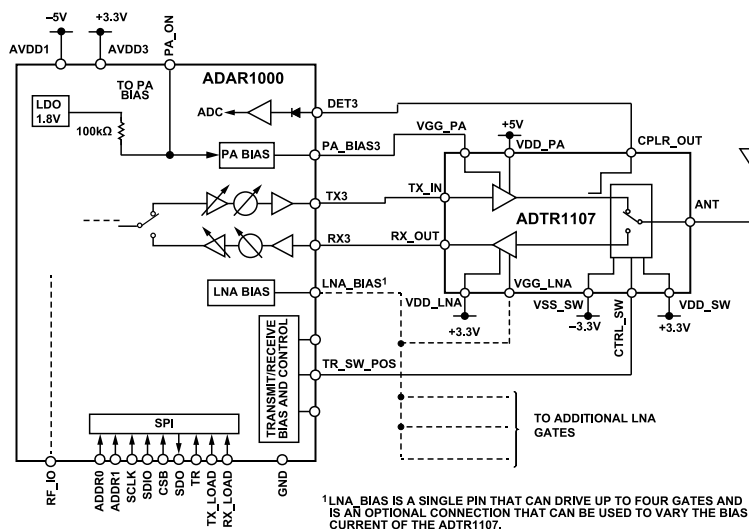 –5V
+3.3V
AVDD1
AVDD3
PA_ON
TO PA
BIAS
ADAR1000
LDO
1.8V
100kΩ
ADC
DET3
PA BIAS
PA_BIAS3
VGG_PA
+5V
VDD_PA
CPLR_OUT
TX3
TX_IN
ADTR1107
ANT
RX3
RX_OUT
LNA BIAS
LNA_BIAS1
VDD_LNA
VGG_LNA
VSS_SW
CTRL_SW
VDD_SW
+3.3V
–3.3V
+3.3V
TRANSMIT/RECEIVE
BIAS AND CONTROL
TR_SW_POS
TO ADDITIONAL LNA
GATES
SPI
RF_IO
ADDR0
ADDR1
SCLK
SDIO
CSB
SDO
TR
TX_LOAD
RX_LOAD
GND
1LNA_BIAS IS A SINGLE PIN THAT CAN DRIVE UP TO FOUR GATES AND
IS AN OPTIONAL CONNECTION THAT CAN BE USED TO VARY THE BIAS
CURRENT OF THE ADTR1107.